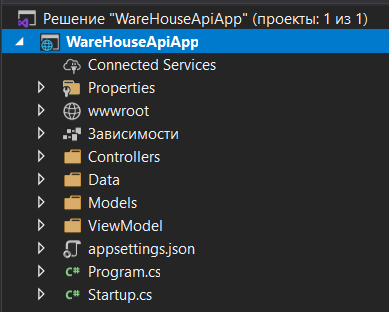 Решение "WareHouseApiApp" (проекты: 1 из 1)
WareHouseApiApp
Connected Services
Properties
wwwroot
Зависимости
Controllers
Data
Models
ViewModel
appsettings.json
C# Program.cs
C# Startup.cs